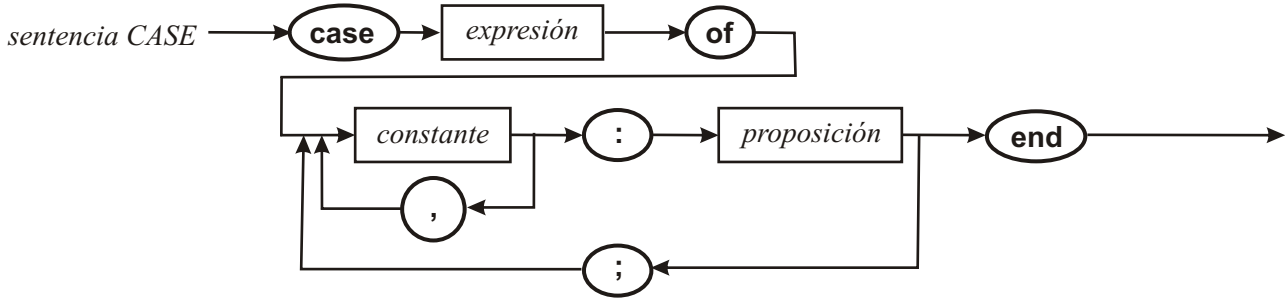 sentencia CASE case expresión of
constante : proposición end
,
;